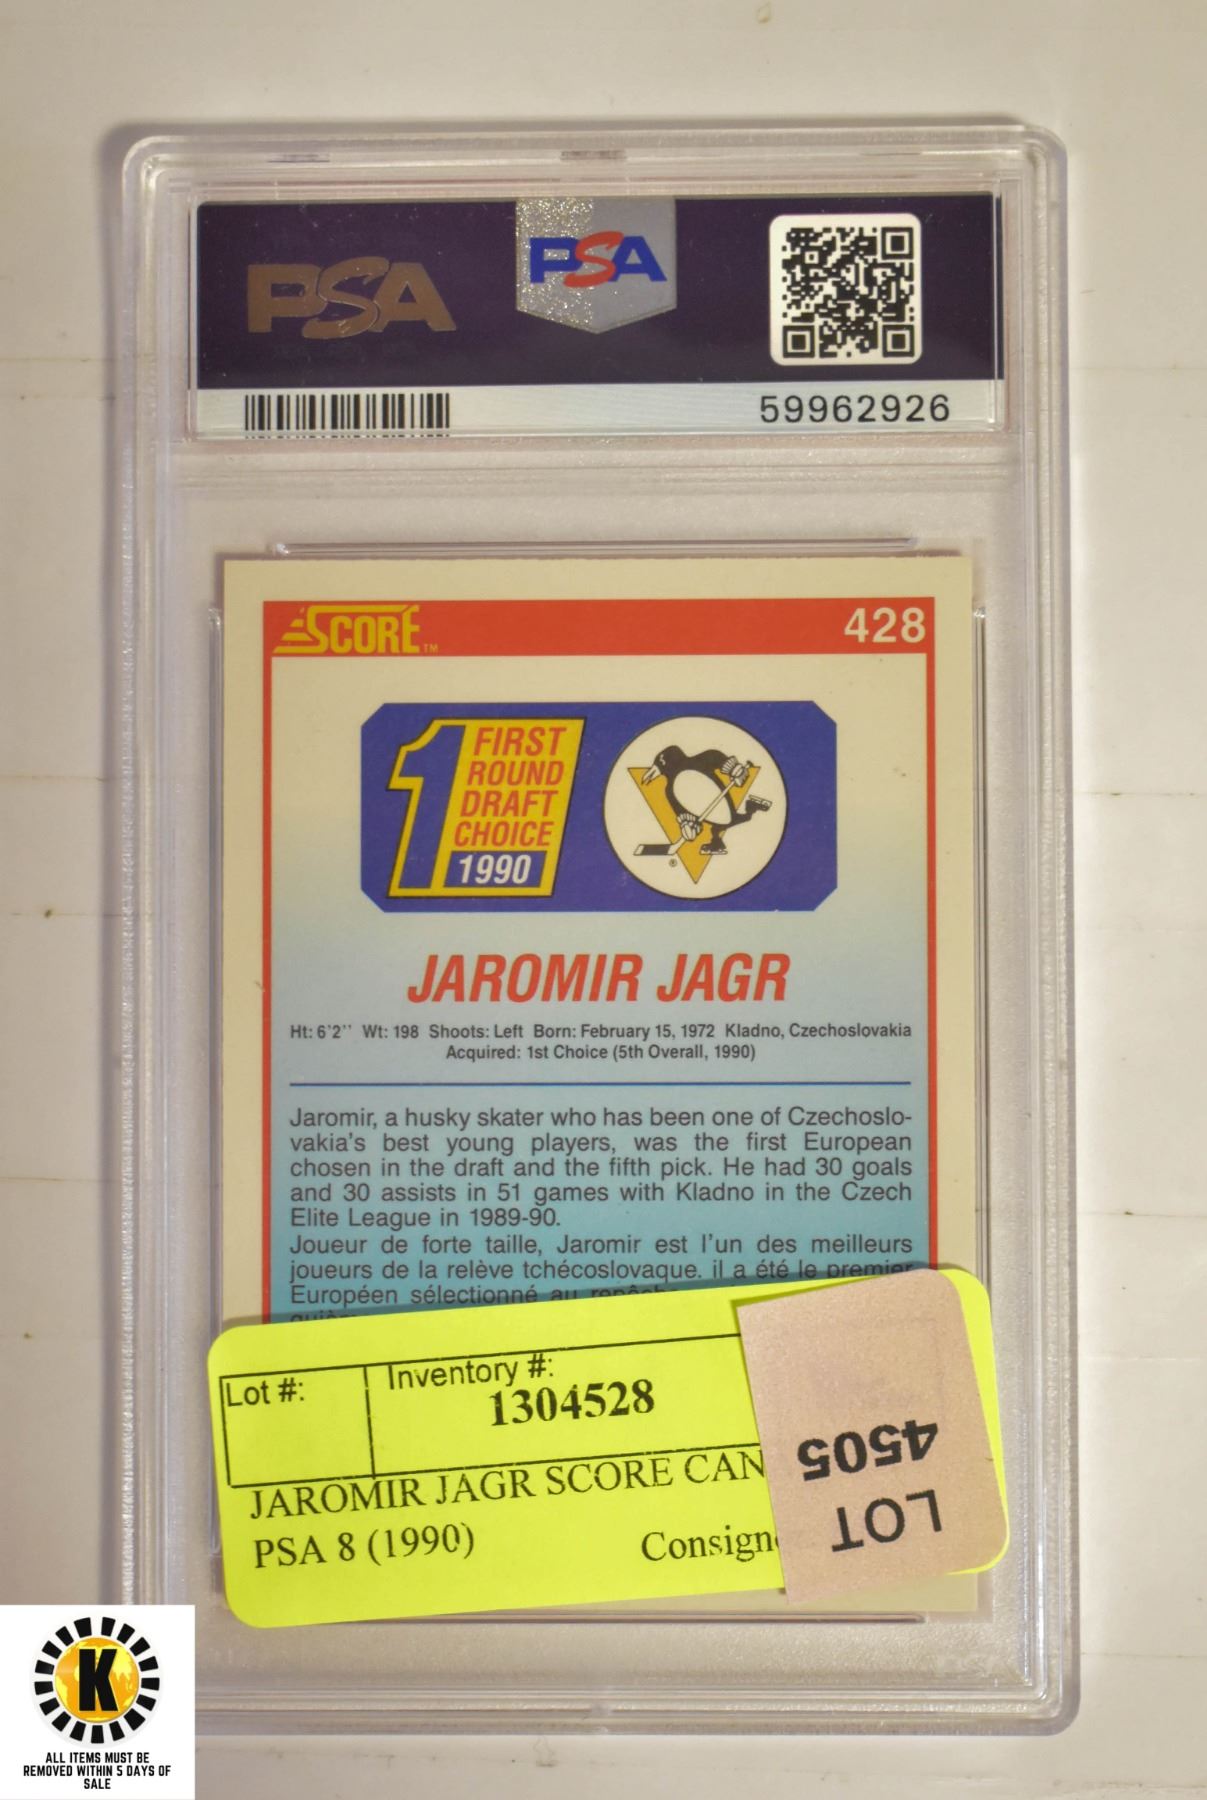 PSA
PSA
59962926
SCORE TM
428
1
FIRST
ROUND
DRAFT
CHOICE
1990
®
JAROMIR JAGR
Ht: 6'2'' Wt: 198 Shoots: Left Born: February 15, 1972 Kladno, Czechoslovakia
Acquired: 1st Choice (5th Overall, 1990)
Jaromir, a husky skater who has been one of Czechoslo-
vakia's best young players, was the first European
chosen in the draft and the fifth pick. He had 30 goals
and 30 assists in 51 games with Kladno in the Czech
Elite League in 1989-90.
Joueur de forte taille, Jaromir est l'un des meilleurs
joueurs de la relève tchécoslovaque. il a été le premier
Européen sélectionné au
Lot #:
Inventory #:
1304528
JAROMIR JAGR SCORE CAN
PSA 8 (1990)
Consign
LOT
4505
K
ALL ITEMS MUST BE
REMOVED WITHIN 5 DAYS OF
SALE